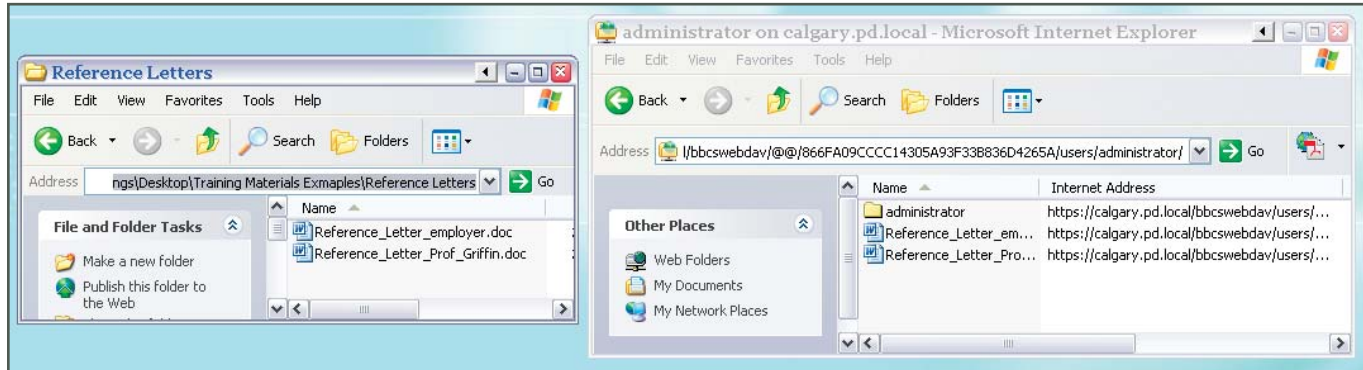 Reference Letters
File Edit View Favorites Tools Help
Back Search Folders
Address ngs\Desktop\Training Materials Exmaples\Reference Letters Go
File and Folder Tasks
Make a new folder
Publish this folder to
the Web
Name
Reference_Letter_employer.doc
Reference_Letter_Prof_Griffin.doc
administrator on calgary.pd.local - Microsoft Internet Explorer
File Edit View Favorites Tools Help
Back Search Folders
Address l/bbcswebdav/@@/866FA09CCCC14305A93F33B836D4265A/users/administrator/ Go
Other Places
Web Folders
My Documents
My Network Places
Name Internet Address
administrator https://calgary.pd.local/bbcswebdav/users/...
Reference_Letter_em... https://calgary.pd.local/bbcswebdav/users/...
Reference_Letter_Pro... https://calgary.pd.local/bbcswebdav/users/...